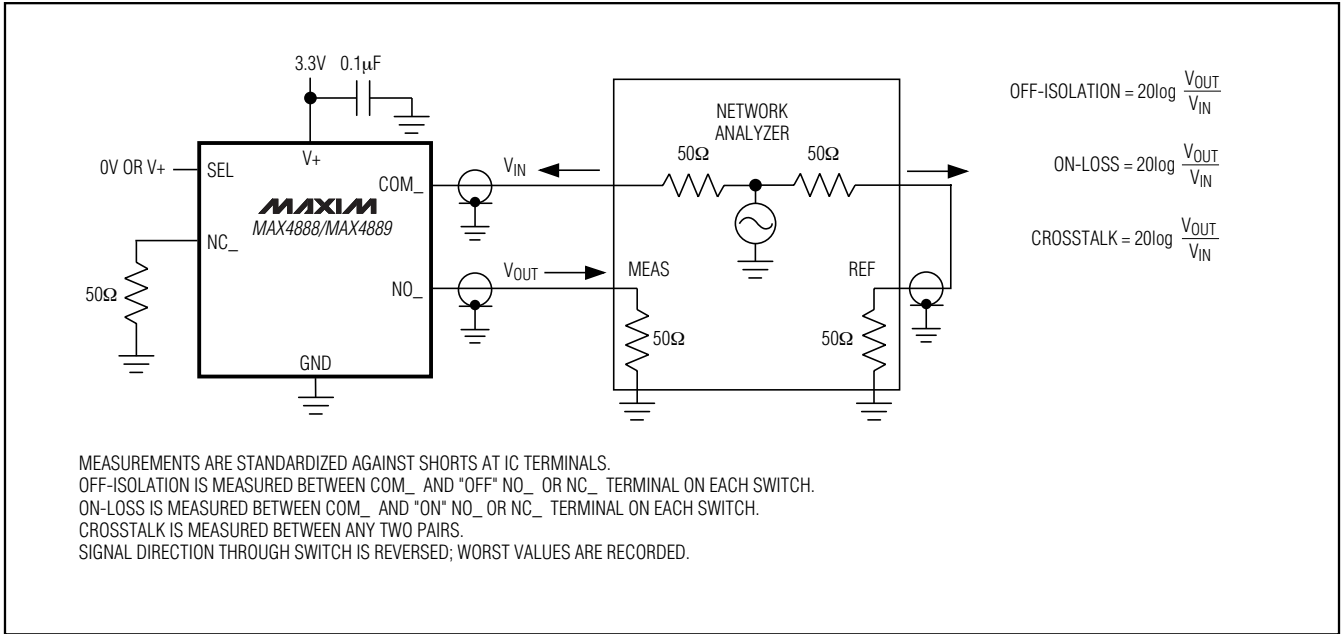 3.3V 0.1µF
0V OR V+
SEL
V+
COM_
MAXIM
MAX4888/MAX4889
NC_
NO_
50Ω
GND
VIN
VOUT
NETWORK
ANALYZER
50Ω 50Ω
MEAS REF
50Ω 50Ω
OFF-ISOLATION = 20log VOUT
VIN
ON-LOSS = 20log VOUT
VIN
CROSSTALK = 20log VOUT
VIN
MEASUREMENTS ARE STANDARDIZED AGAINST SHORTS AT IC TERMINALS.
OFF-ISOLATION IS MEASURED BETWEEN COM_ AND "OFF" NO_ OR NC_ TERMINAL ON EACH SWITCH.
ON-LOSS IS MEASURED BETWEEN COM_ AND "ON" NO_ OR NC_ TERMINAL ON EACH SWITCH.
CROSSTALK IS MEASURED BETWEEN ANY TWO PAIRS.
SIGNAL DIRECTION THROUGH SWITCH IS REVERSED; WORST VALUES ARE RECORDED.